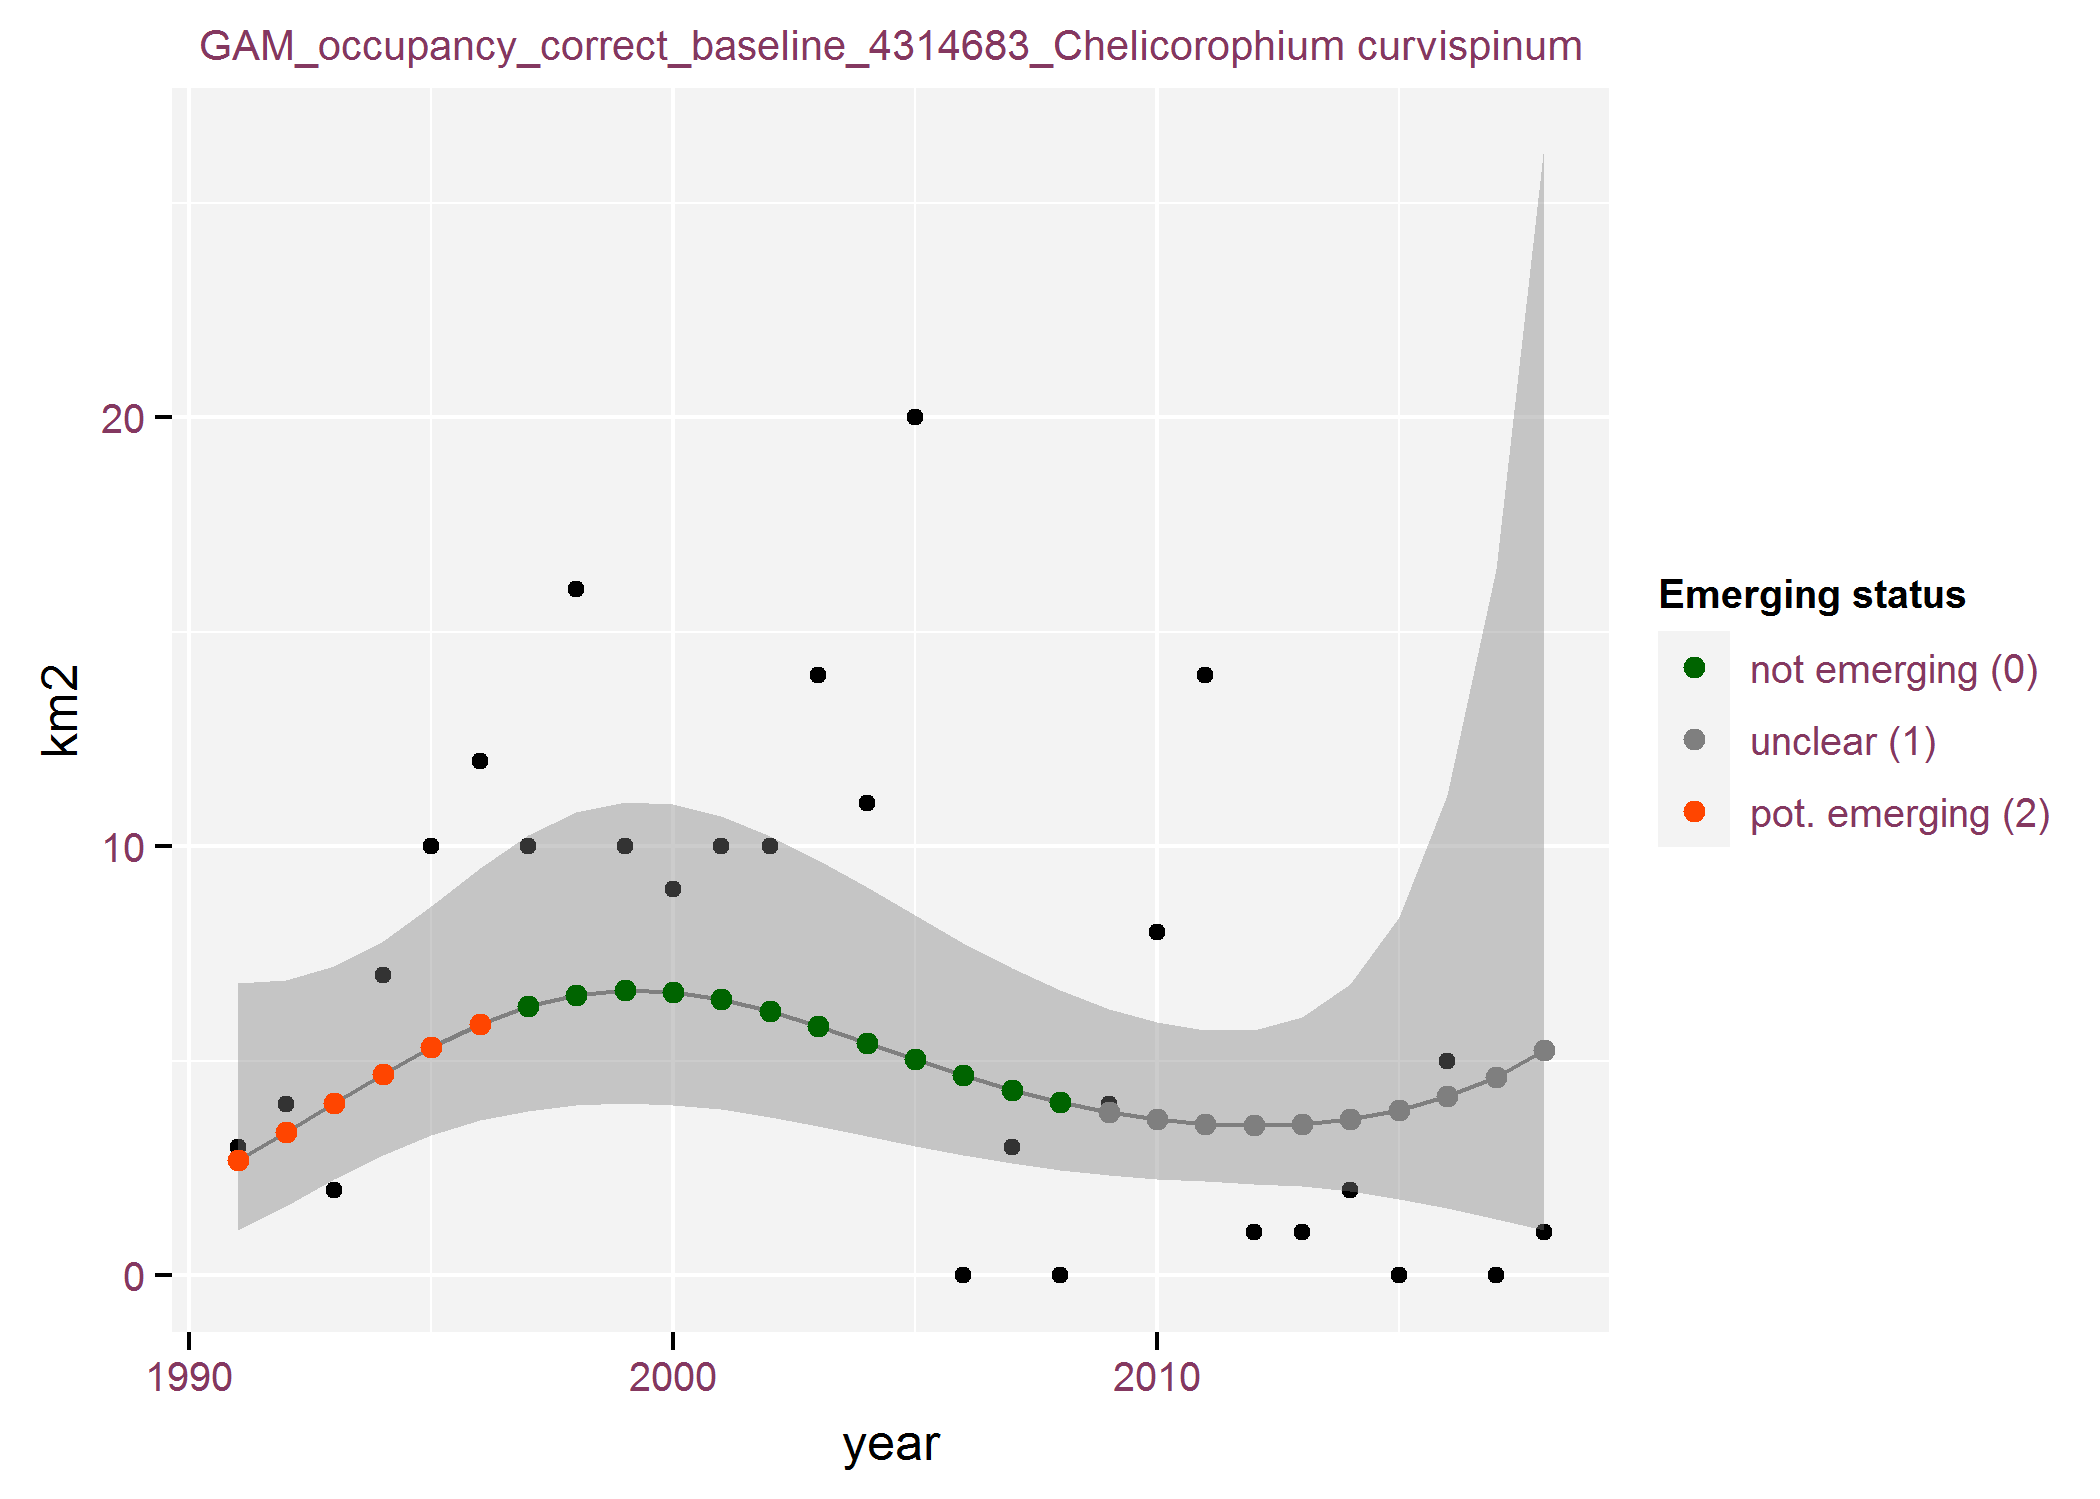 GAM_occupancy_correct_baseline_4314683_Chelicorophium curvispinum
20
10
0
km2
1990
2000
2010
year
Emerging status
not emerging (0)
unclear (1)
pot. emerging (2)